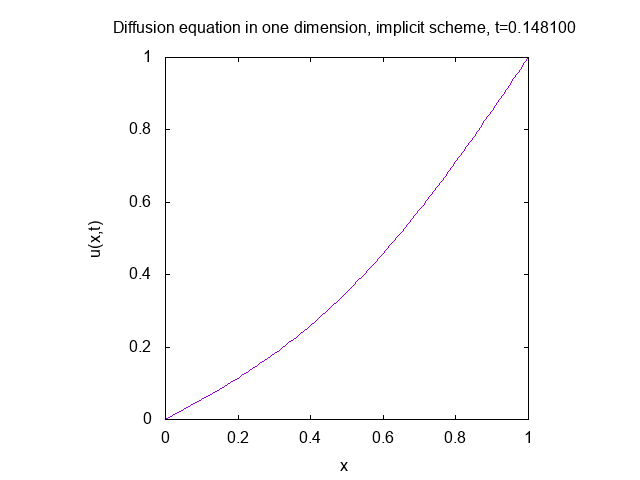 Diffusion equation in one dimension, implicit scheme, t=0.148100
1
0.8
0.6
0.4
0.2
0
u(x,t)
0 0.2 0.4 0.6 0.8 1
x